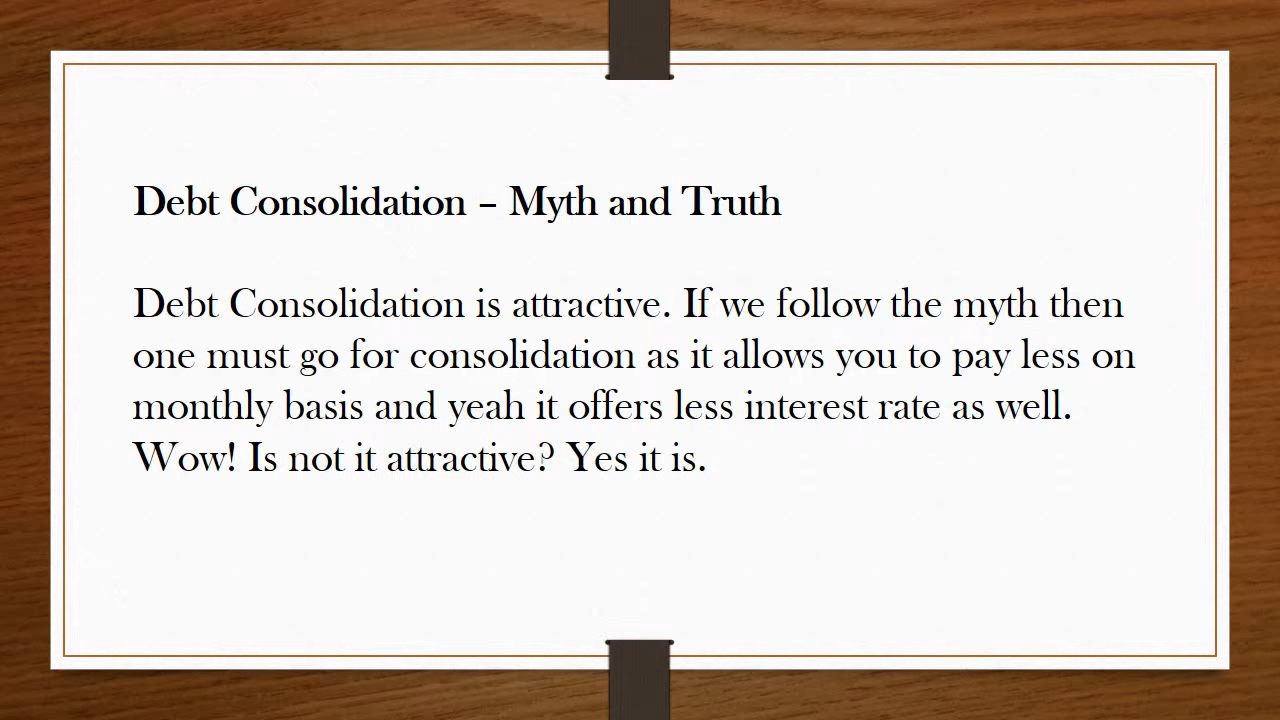 Debt Consolidation – Myth and Truth
Debt Consolidation is attractive. If we follow the myth then
one must go for consolidation as it allows you to pay less on
monthly basis and yeah it offers less interest rate as well.
Wow! Is not it attractive? Yes it is.